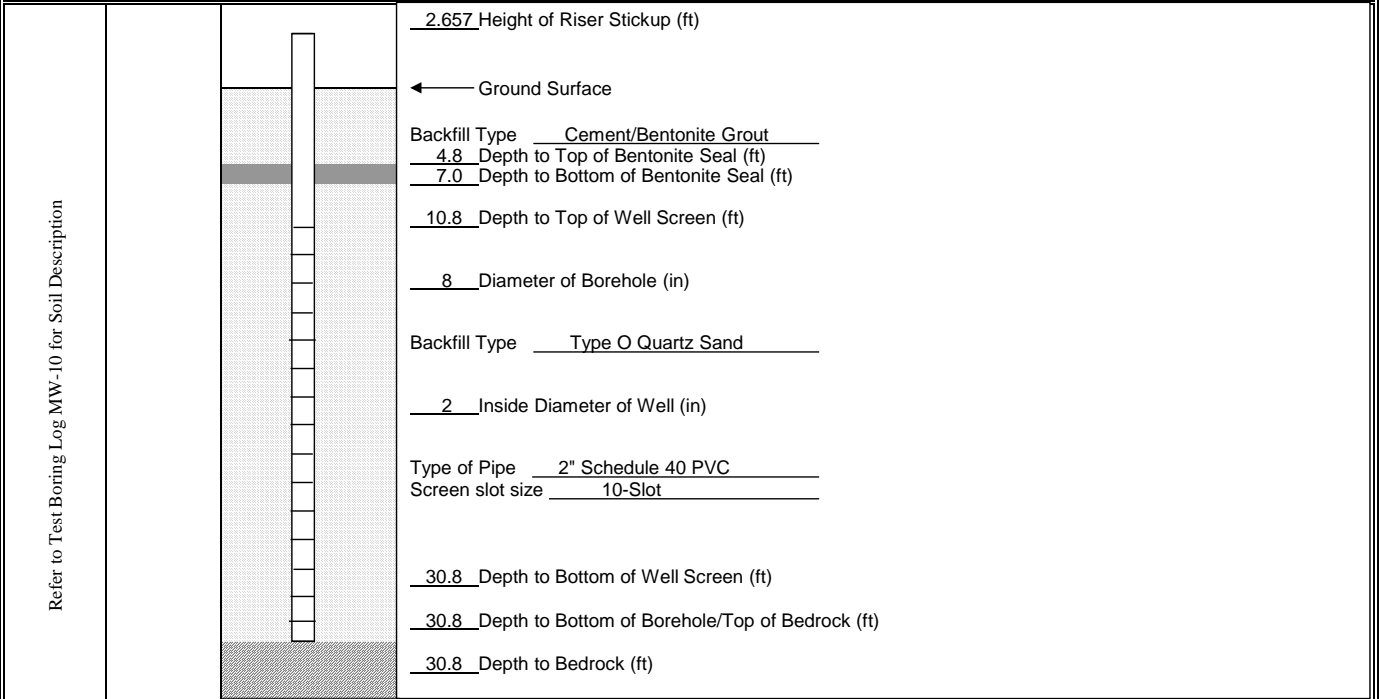 Refer to Test Boring Log MW-10 for Soil Description
2.657 Height of Riser Stickup (ft)
Ground Surface
Backfill Type Cement/Bentonite Grout
4.8 Depth to Top of Bentonite Seal (ft)
7.0 Depth to Bottom of Bentonite Seal (ft)
10.8 Depth to Top of Well Screen (ft)
8 Diameter of Borehole (in)
Backfill Type Type O Quartz Sand
2 Inside Diameter of Well (in)
Type of Pipe 2" Schedule 40 PVC
Screen slot size 10-Slot
30.8 Depth to Bottom of Well Screen (ft)
30.8 Depth to Bottom of Borehole/Top of Bedrock (ft)
30.8 Depth to Bedrock (ft)